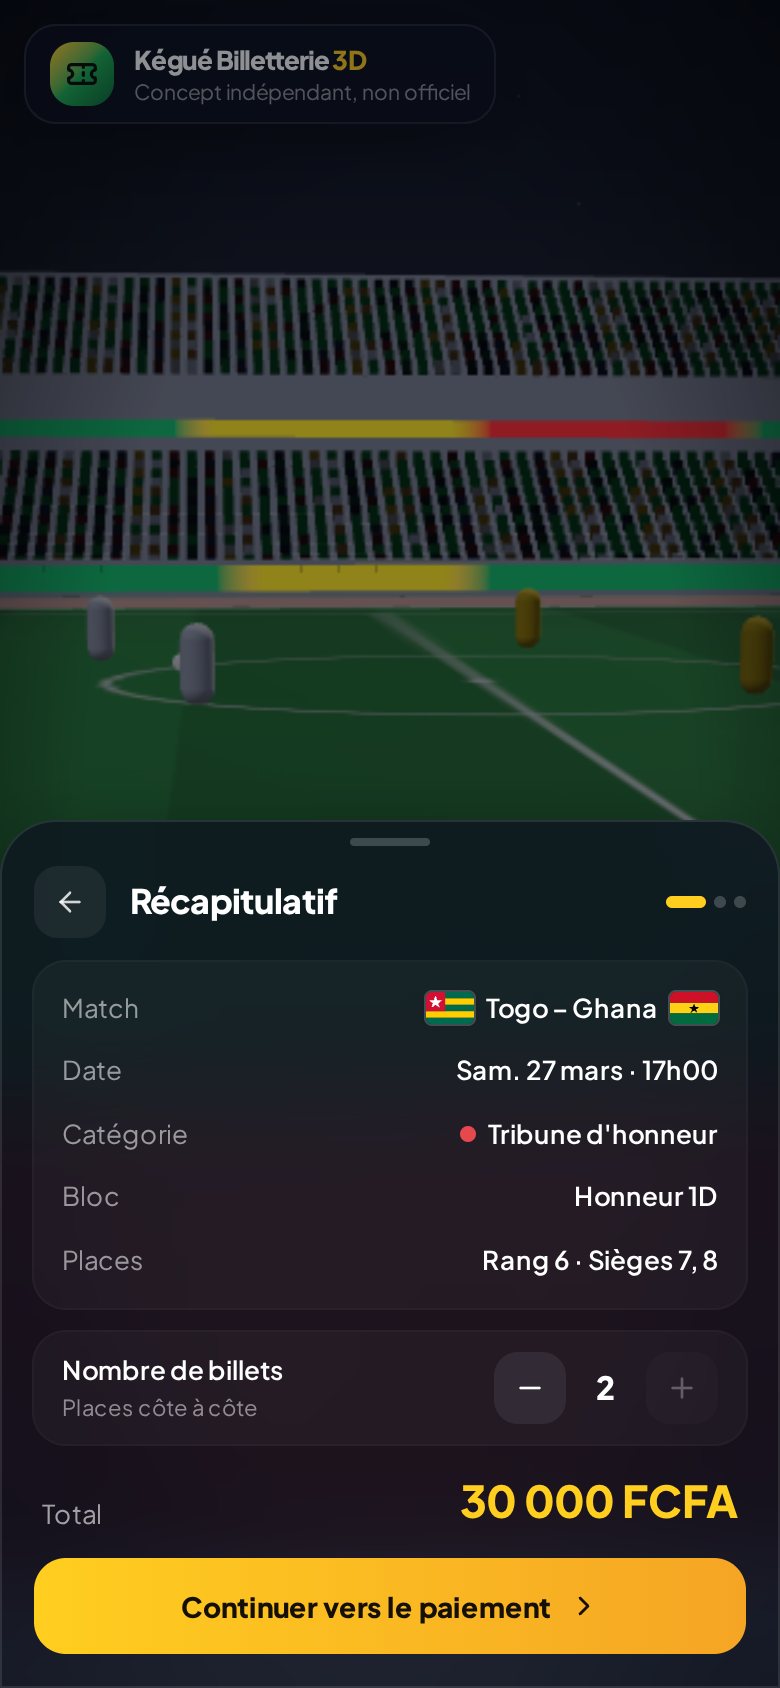 Kégué Billetterie 3D
Concept indépendant, non officiel
Récapitulatif
Match Togo – Ghana
Date Sam. 27 mars · 17h00
Catégorie Tribune d'honneur
Bloc Honneur 1D
Places Rang 6 · Sièges 7, 8
Nombre de billets
Places côte à côte
2
Total 30 000 FCFA
Continuer vers le paiement